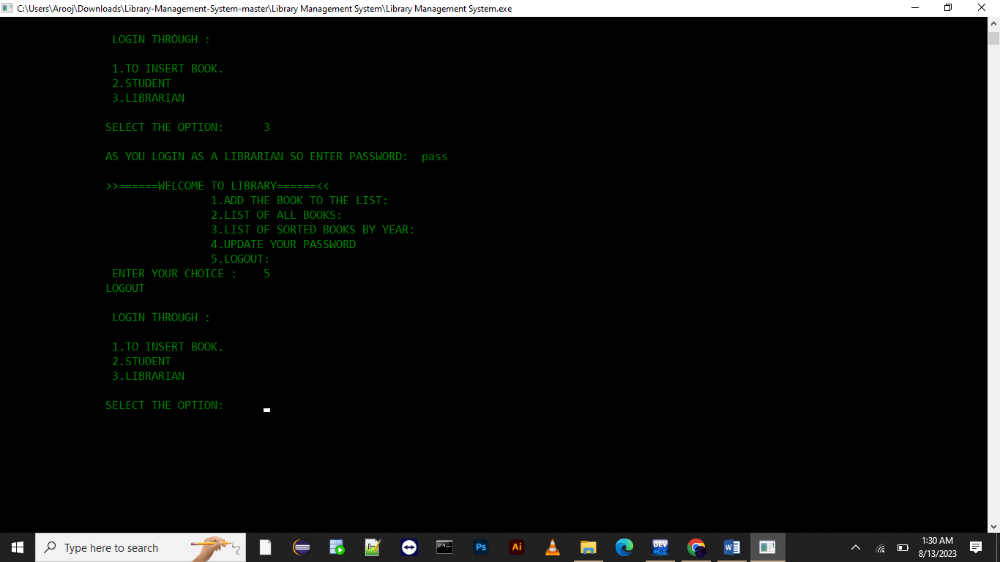 C:\Users\Arooj\Downloads\Library-Management-System-master\Library Management System\Library Management System.exe
LOGIN THROUGH :
1.TO INSERT BOOK.
2.STUDENT
3.LIBRARIAN
SELECT THE OPTION: 3
AS YOU LOGIN AS A LIBRARIAN SO ENTER PASSWORD: pass
>>======WELCOME TO LIBRARY======<<
1.ADD THE BOOK TO THE LIST:
2.LIST OF ALL BOOKS:
3.LIST OF SORTED BOOKS BY YEAR:
4.UPDATE YOUR PASSWORD
5.LOGOUT:
ENTER YOUR CHOICE : 5
LOGOUT
LOGIN THROUGH :
1.TO INSERT BOOK.
2.STUDENT
3.LIBRARIAN
SELECT THE OPTION:
Type here to search
Ps
Ai
DEV
1:30 AM
8/13/2023